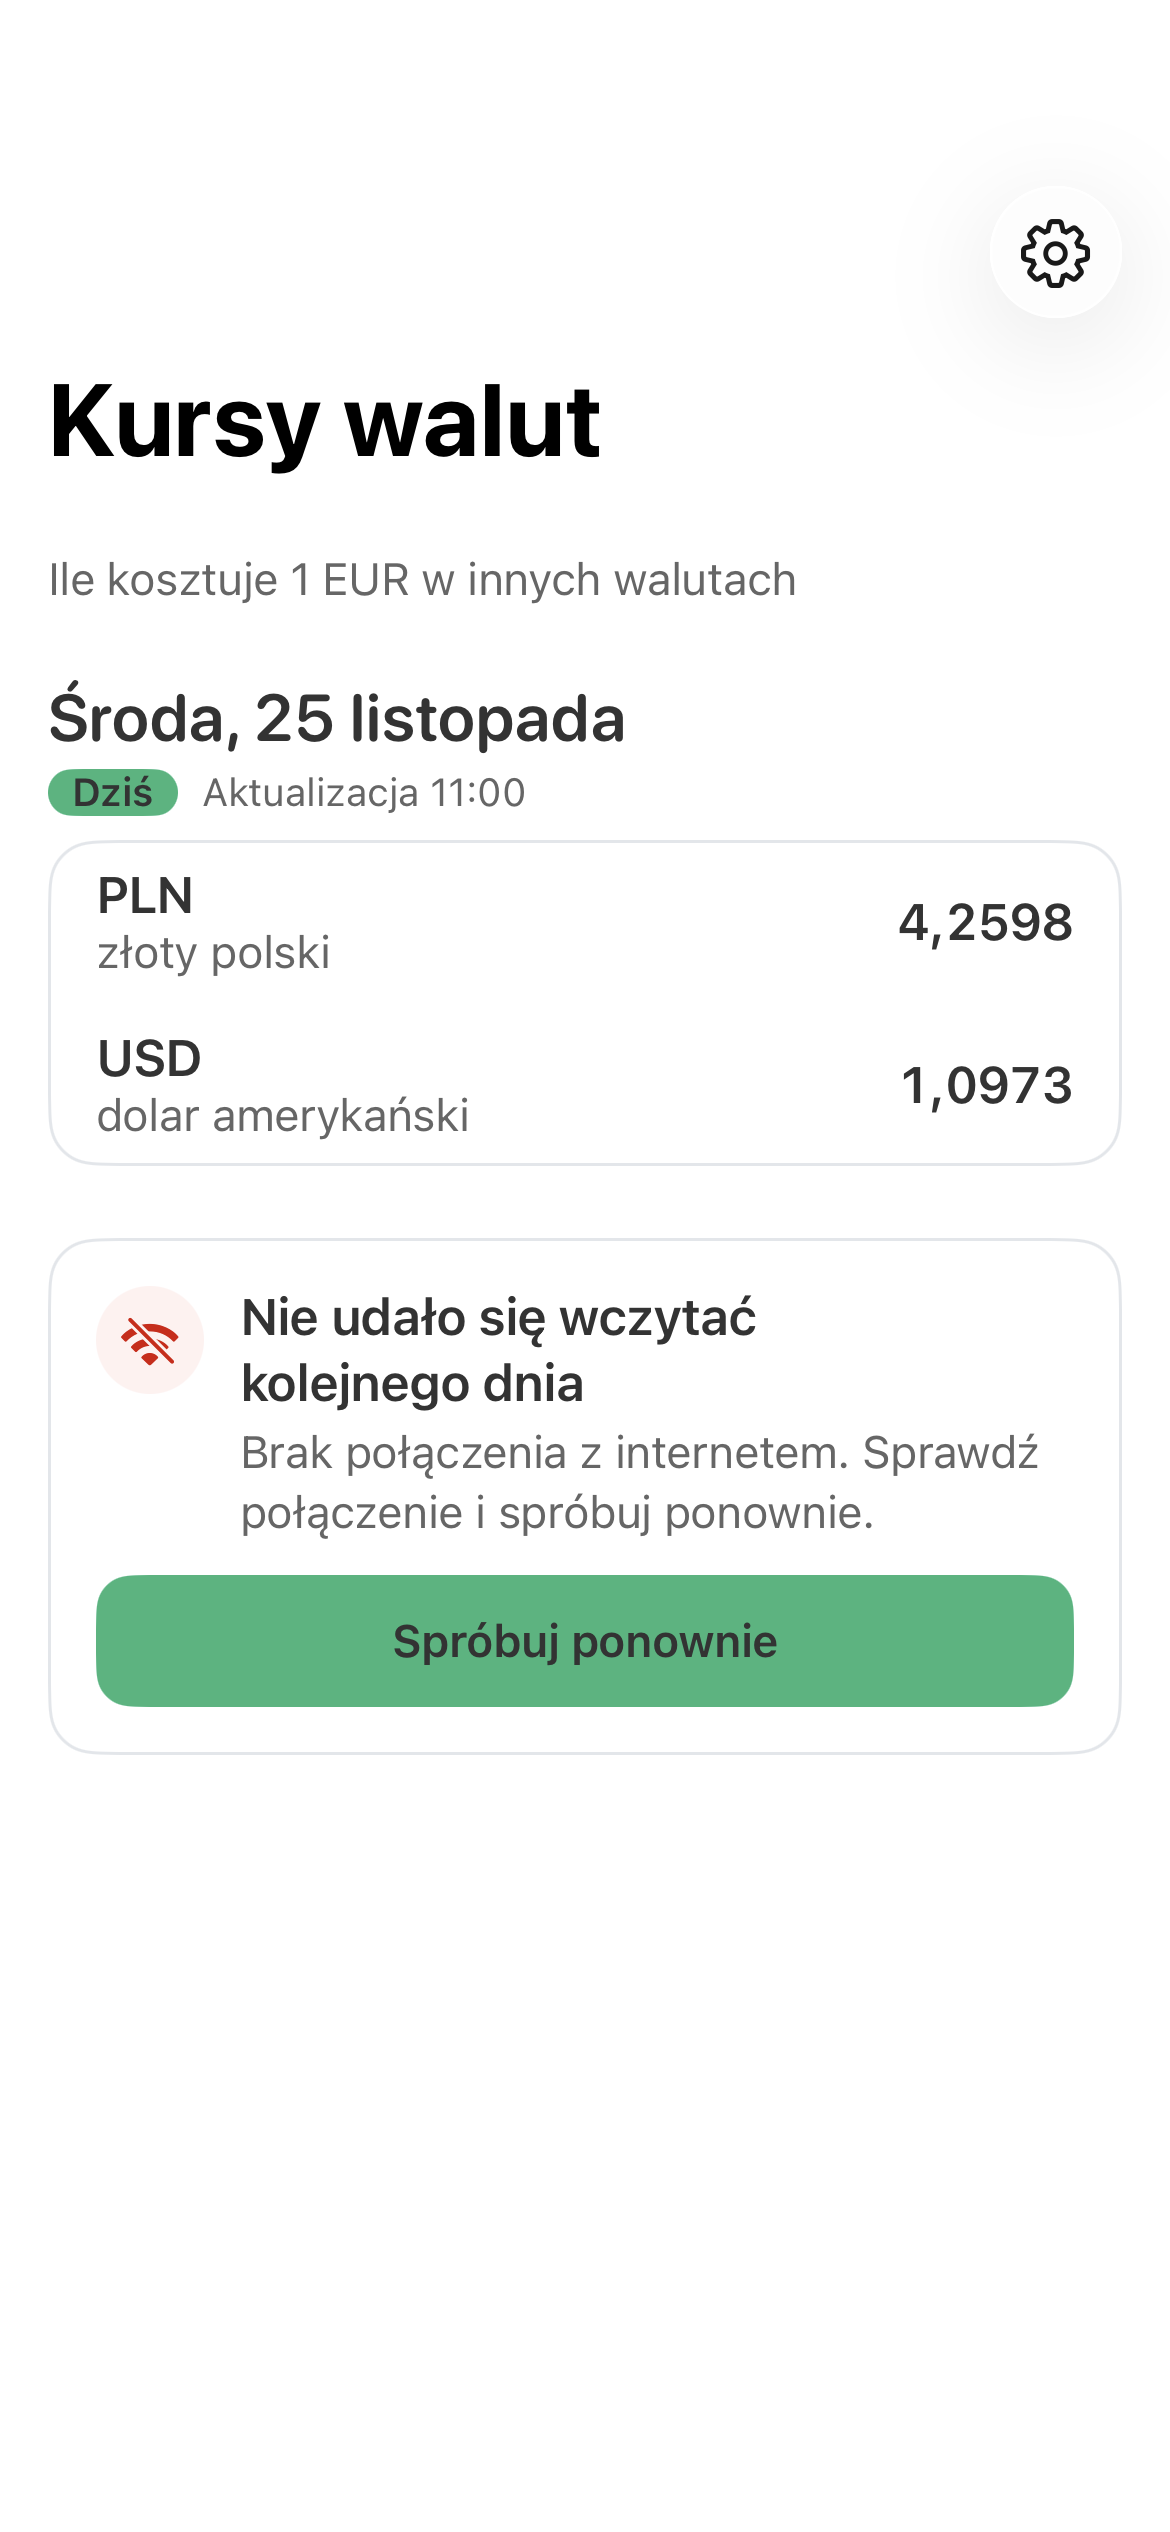 Kursy walut
Ile kosztuje 1 EUR w innych walutach
Środa, 25 listopada
Dziś Aktualizacja 11:00
PLN
złoty polski
4,2598
USD
dolar amerykański
1,0973
Nie udało się wczytać
kolejnego dnia
Brak połączenia z internetem. Sprawdź
połączenie i spróbuj ponownie.
Spróbuj ponownie